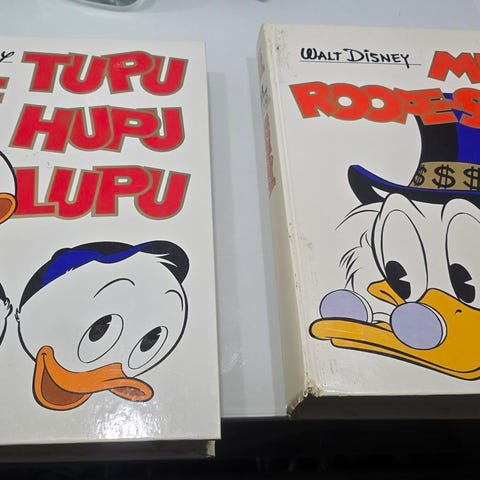 TUPU
HUPU
LUPU
WALT DISNEY
ROOPE-S
$ $ $